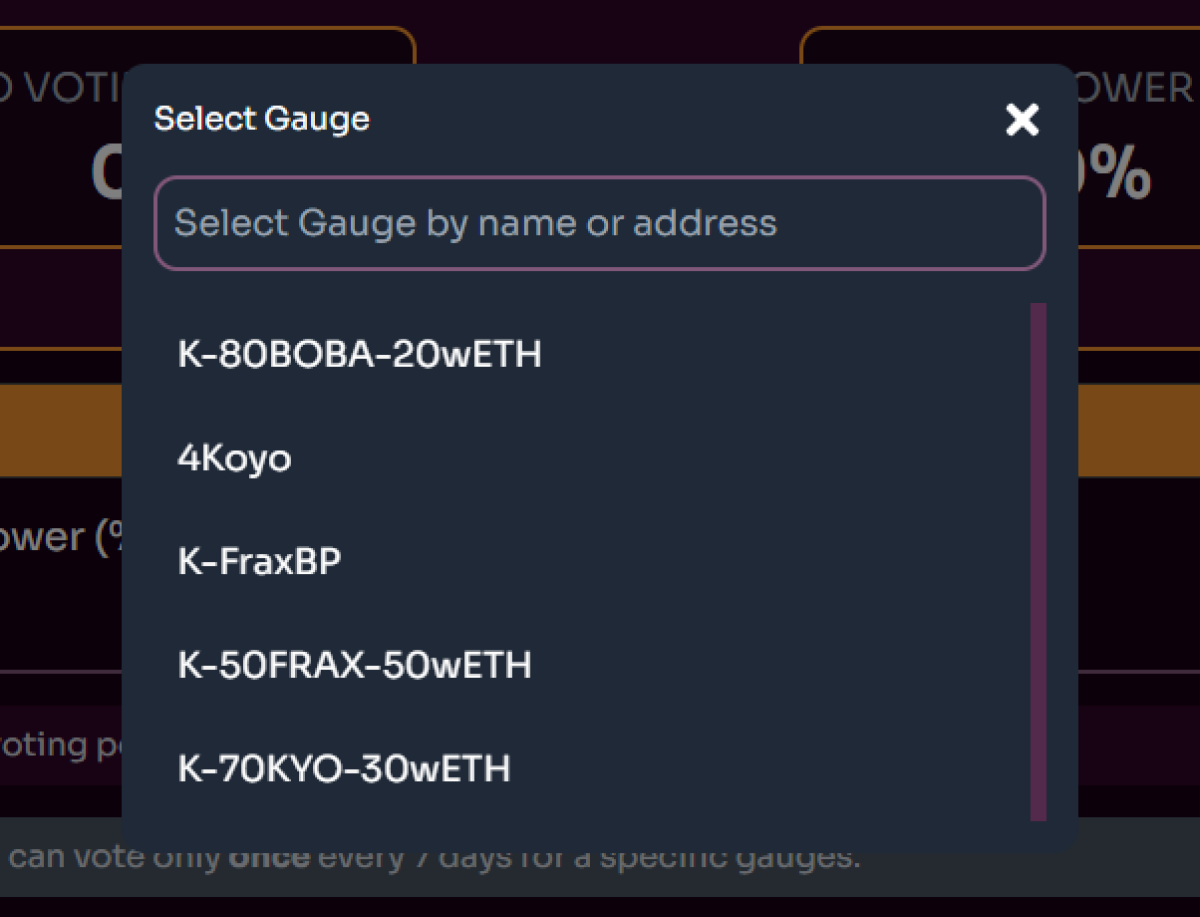 VOTI
OWER
Select Gauge
%
Select Gauge by name or address
K-80BOBA-20wETH
4Koyo
K-FraxBP
ower (%
K-50FRAX-50wETH
oting p
K-70KYO-30wETH
can vote only once every 7 days for a specific gauges.